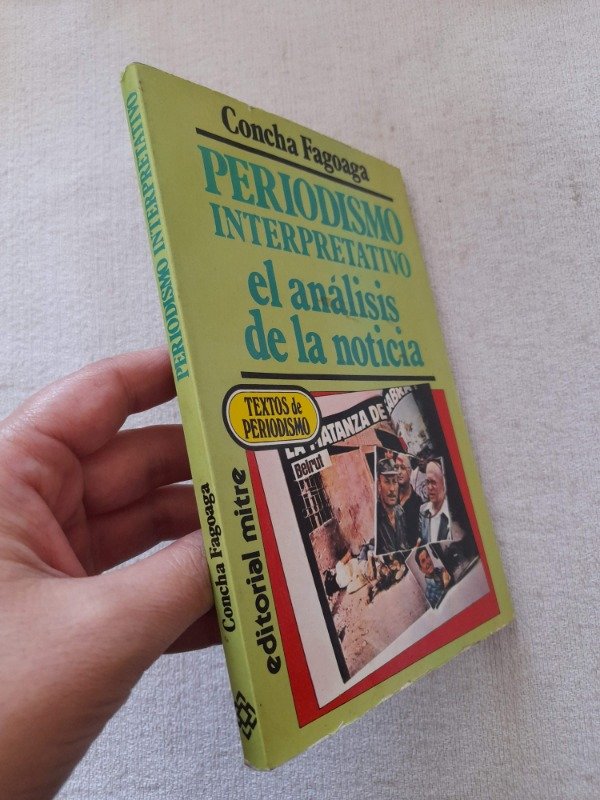 Concha Fagoaga
PERIODISMO
INTERPRETATIVO
el análisis
de la noticia
TEXTOS de
PERIODISMO
LA MATANZA DE
Beirut
editorial mitre
PERIODISMO INTERPRETATIVO
Concha Fagoaga